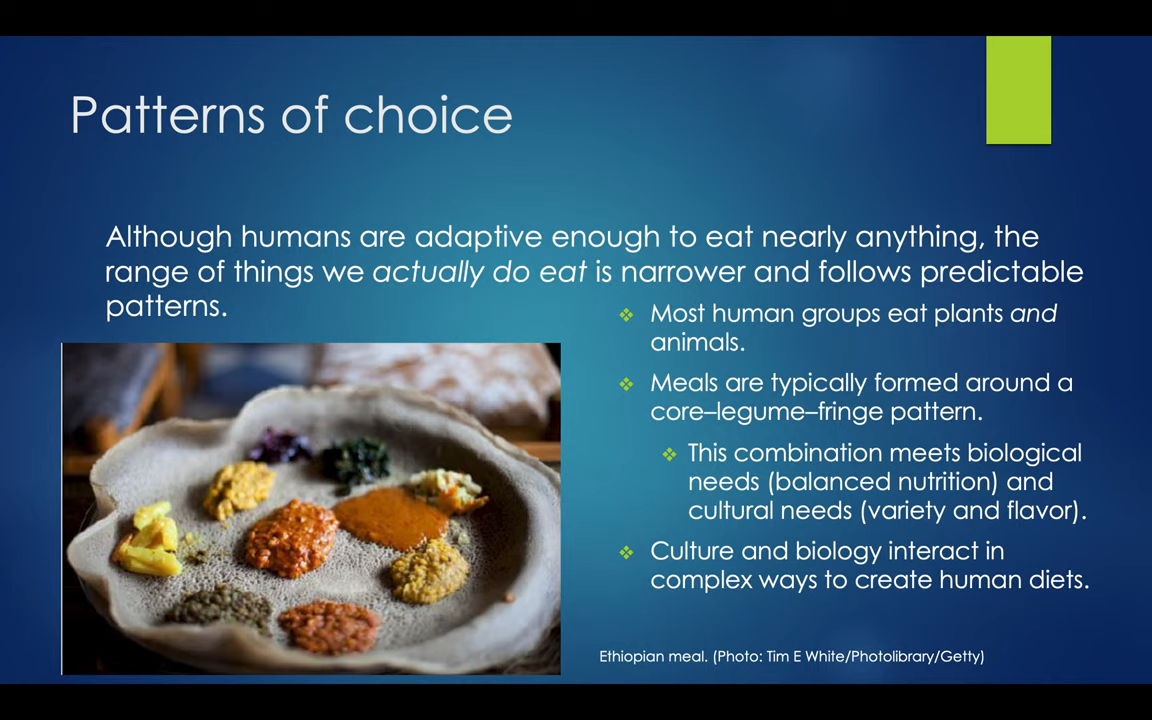 Patterns of choice
Although humans are adaptive enough to eat nearly anything, the
range of things we actually do eat is narrower and follows predictable
patterns.
Most human groups eat plants and
animals.
Meals are typically formed around a
core–legume–fringe pattern.
This combination meets biological
needs (balanced nutrition) and
cultural needs (variety and flavor).
Culture and biology interact in
complex ways to create human diets.
Ethiopian meal. (Photo: Tim E White/Photolibrary/Getty)